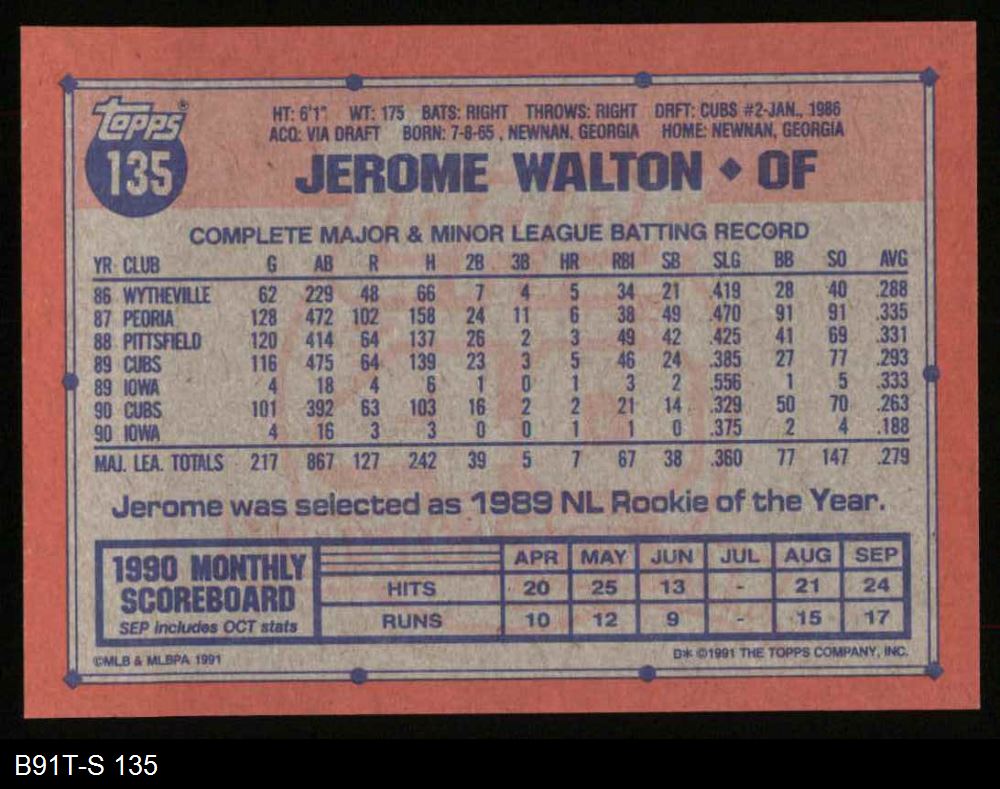 topps®
135
HT: 6'1" WT: 175 BATS: RIGHT THROWS: RIGHT DRFT: CUBS #2-JAN., 1986
ACQ: VIA DRAFT BORN: 7-8-65, NEWNAN, GEORGIA HOME: NEWNAN, GEORGIA
JEROME WALTON ◆ OF
COMPLETE MAJOR & MINOR LEAGUE BATTING RECORD
YR CLUB G AB R H 2B 3B HR RBI SB SLG BB SO AVG
86 WYTHEVILLE 62 229 48 66 7 4 5 34 21 .419 28 40 .288
87 PEORIA 128 472 102 158 24 11 6 38 49 .470 91 91 .335
88 PITTSFIELD 120 414 64 137 26 2 3 49 42 .425 41 69 .331
89 CUBS 116 475 64 139 23 3 5 46 24 .385 27 77 .293
89 IOWA 4 18 4 6 1 0 1 3 2 .556 1 5 .333
90 CUBS 101 392 63 103 16 2 2 21 14 .329 50 70 .263
90 IOWA 4 16 3 3 0 0 1 1 0 .375 2 4 .188
MAJ. LEA. TOTALS 217 867 127 242 39 5 7 67 38 .360 77 147 .279
Jerome was selected as 1989 NL Rookie of the Year.
1990 MONTHLY SCOREBOARD
SEP includes OCT stats
APR MAY JUN JUL AUG SEP
HITS 20 25 13 - 21 24
RUNS 10 12 9 - 15 17
©MLB & MLBPA 1991
D* ©1991 THE TOPPS COMPANY, INC.
B91T-S 135